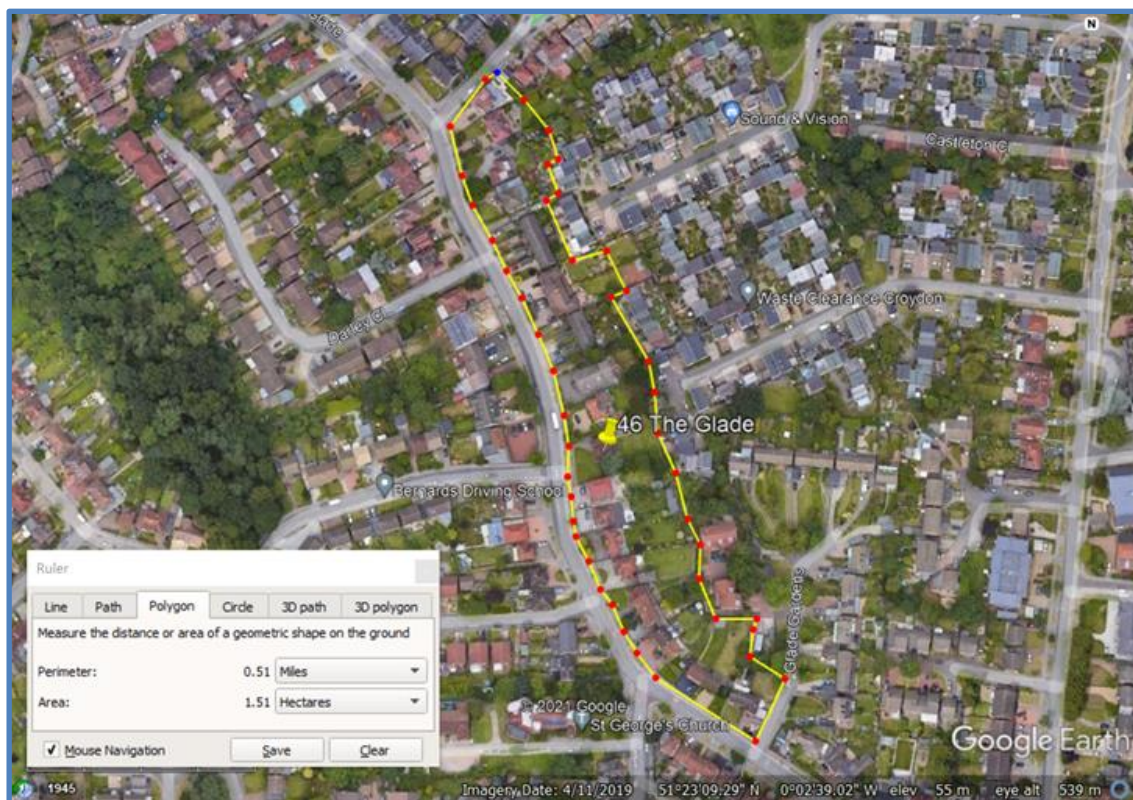 Glade
N
Sound & Vision
Castleton Cl
Waste Clearance Croydon
Darley Cl
46 The Glade
Bernards Driving School
Glade Gardens
Ruler
Line Path Polygon Circle 3D path 3D polygon
Measure the distance or area of a geometric shape on the ground
Perimeter: 0.51 Miles
Area: 1.51 Hectares
Mouse Navigation Save Clear
© 2021 Google
St George's Church
Google Earth
1945
Imagery Date: 4/11/2019 51°23'09.29" N 0°02'39.02" W elev 55 m eye alt 539 m